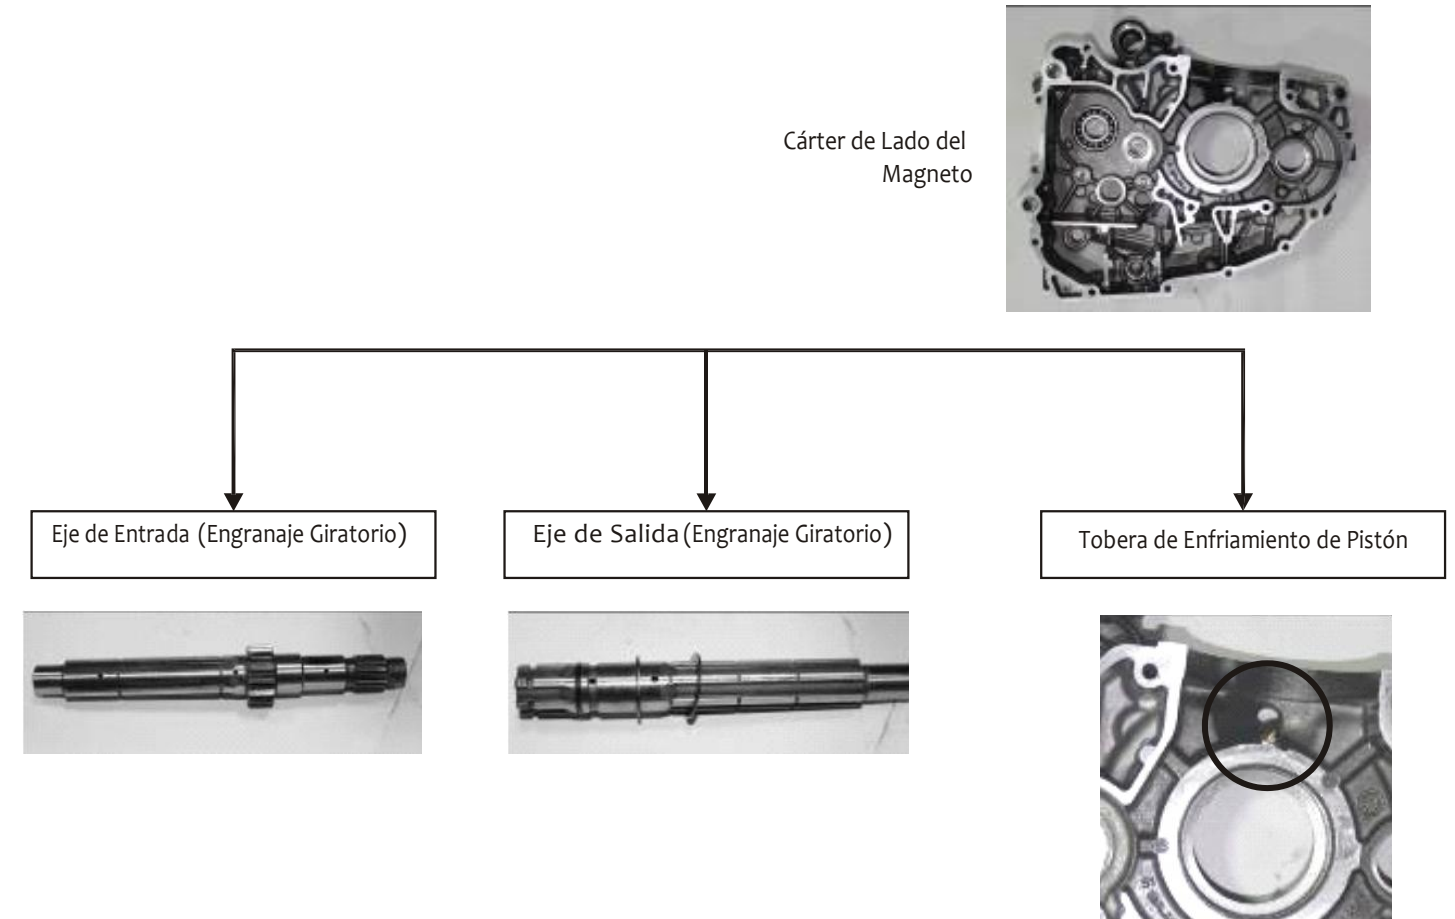 Cárter de Lado del
Magneto
Eje de Entrada (Engranaje Giratorio)
Eje de Salida (Engranaje Giratorio)
Tobera de Enfriamiento de Pistón